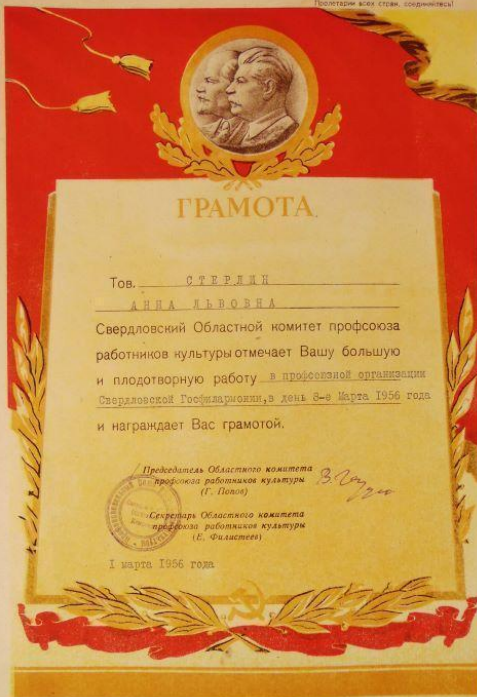 Пролетарии всех стран, соединяйтесь!
ГРАМОТА
Тов. СТЕРЛИН
АННА ЛЬВОВНА
Свердловский Областной комитет профсоюза
работников культуры отмечает Вашу большую
и плодотворную работу в профсоюзной организации
Свердловской Госфилармонии, в день 8-е Марта 1956 года
и награждает Вас грамотой.
Председатель Областного комитета
профсоюза работников культуры
(Г. Попов)
Секретарь Областного комитета
профсоюза работников культуры
(Е. Филистеев)
I марта 1956 года